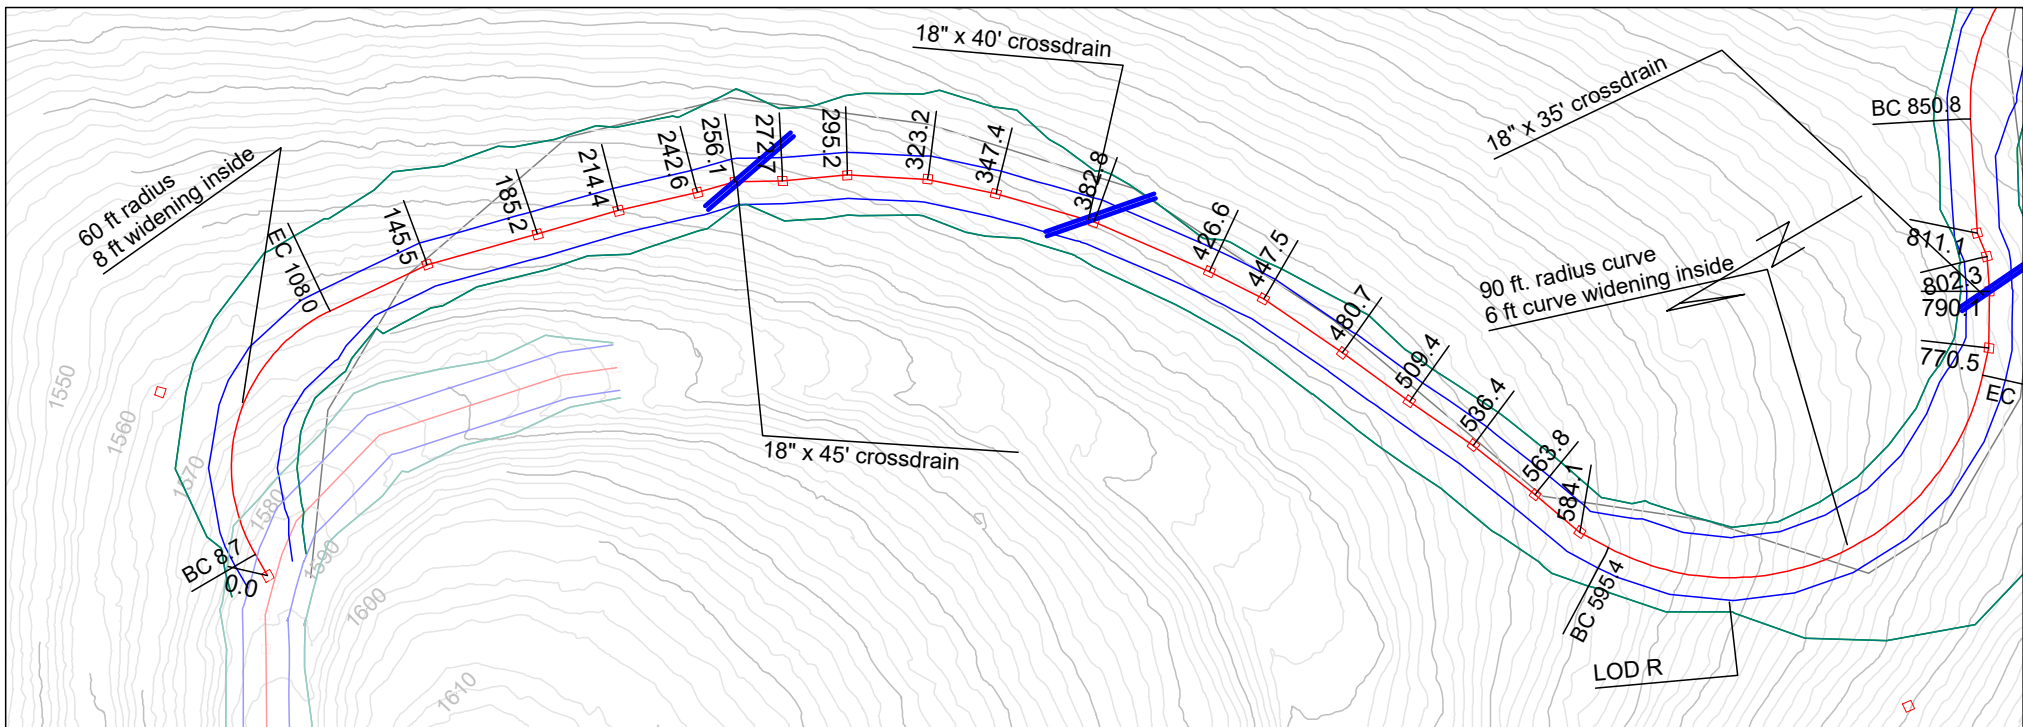 18" x 40' crossdrain
60 ft radius
8 ft widening inside
EC 108.0
145.5
185.2
214.4
242.6
256.1
272.7
295.2
323.2
347.4
382.8
426.6
447.5
480.7
509.4
536.4
563.8
584.1
BC 595.4
18" x 35' crossdrain
BC 850.8
811.1
802.3
790.1
770.5
EC
90 ft. radius curve
6 ft curve widening inside
18" x 45' crossdrain
LOD R
BC 8.7
0.0
1550
1560
1570
1580
1590
1600
1610